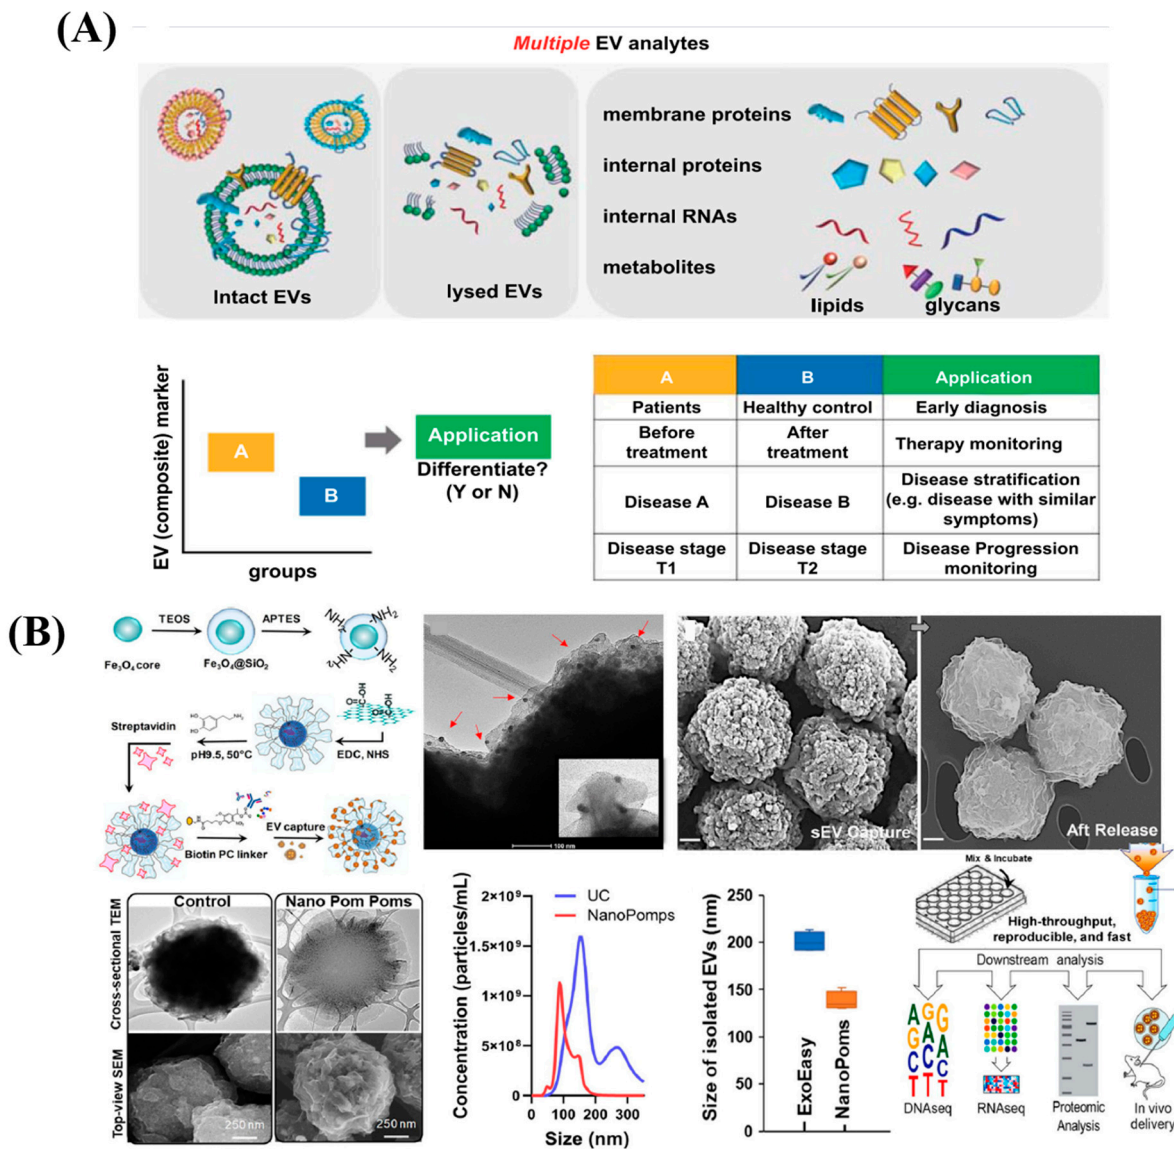 (A)
Multiple EV analytes
Intact EVs
lysed EVs
membrane proteins
internal proteins
internal RNAs
metabolites
lipids
glycans
EV (composite) marker
A
B
groups
Application
Differentiate?
(Y or N)
A B Application
Patients Healthy control Early diagnosis
Before treatment After treatment Therapy monitoring
Disease A Disease B Disease stratification (e.g. disease with similar symptoms)
Disease stage T1 Disease stage T2 Disease Progression monitoring
(B)
TEOS
APTES
Fe3O4 core
Fe3O4@SiO2
NH2
NH2
NH2
NH2
Streptavidin
pH9.5, 50°C
EDC, NHS
Biotin PC linker
EV capture
100 nm
sEV Capture
Aft Release
Control
Nano Pom Poms
Cross-sectional TEM
Top-view SEM
250 nm
250 nm
Concentration (particles/mL)
2×10⁹
1.5×10⁹
1×10⁹
5×10⁸
0
UC
NanoPomps
0 100 200 300
Size (nm)
Size of isolated EVs (nm)
250
200
150
100
50
0
ExoEasy
NanoPoms
Mix & Incubate
High-throughput,
reproducible, and fast
Downstream analysis
DNAseq
RNAseq
Proteomic
Analysis
In vivo
delivery